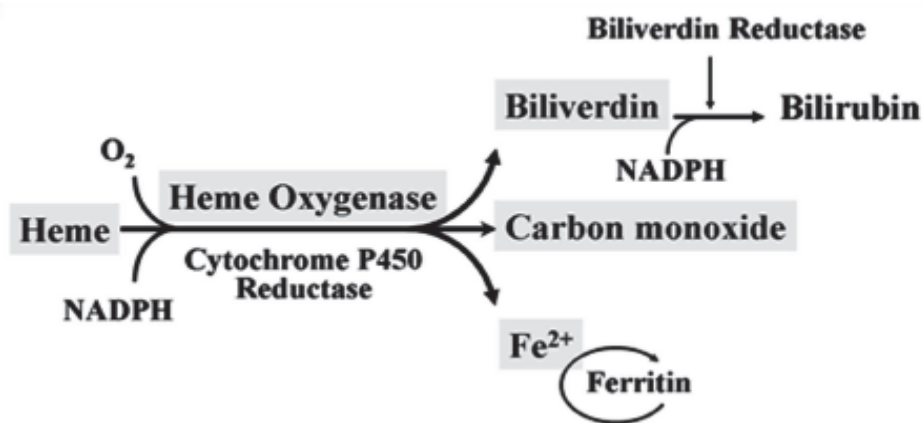 Biliverdin Reductase
Biliverdin
Bilirubin
NADPH
O₂
Heme Oxygenase
Heme
Carbon monoxide
Cytochrome P450
Reductase
NADPH
Fe²⁺
Ferritin